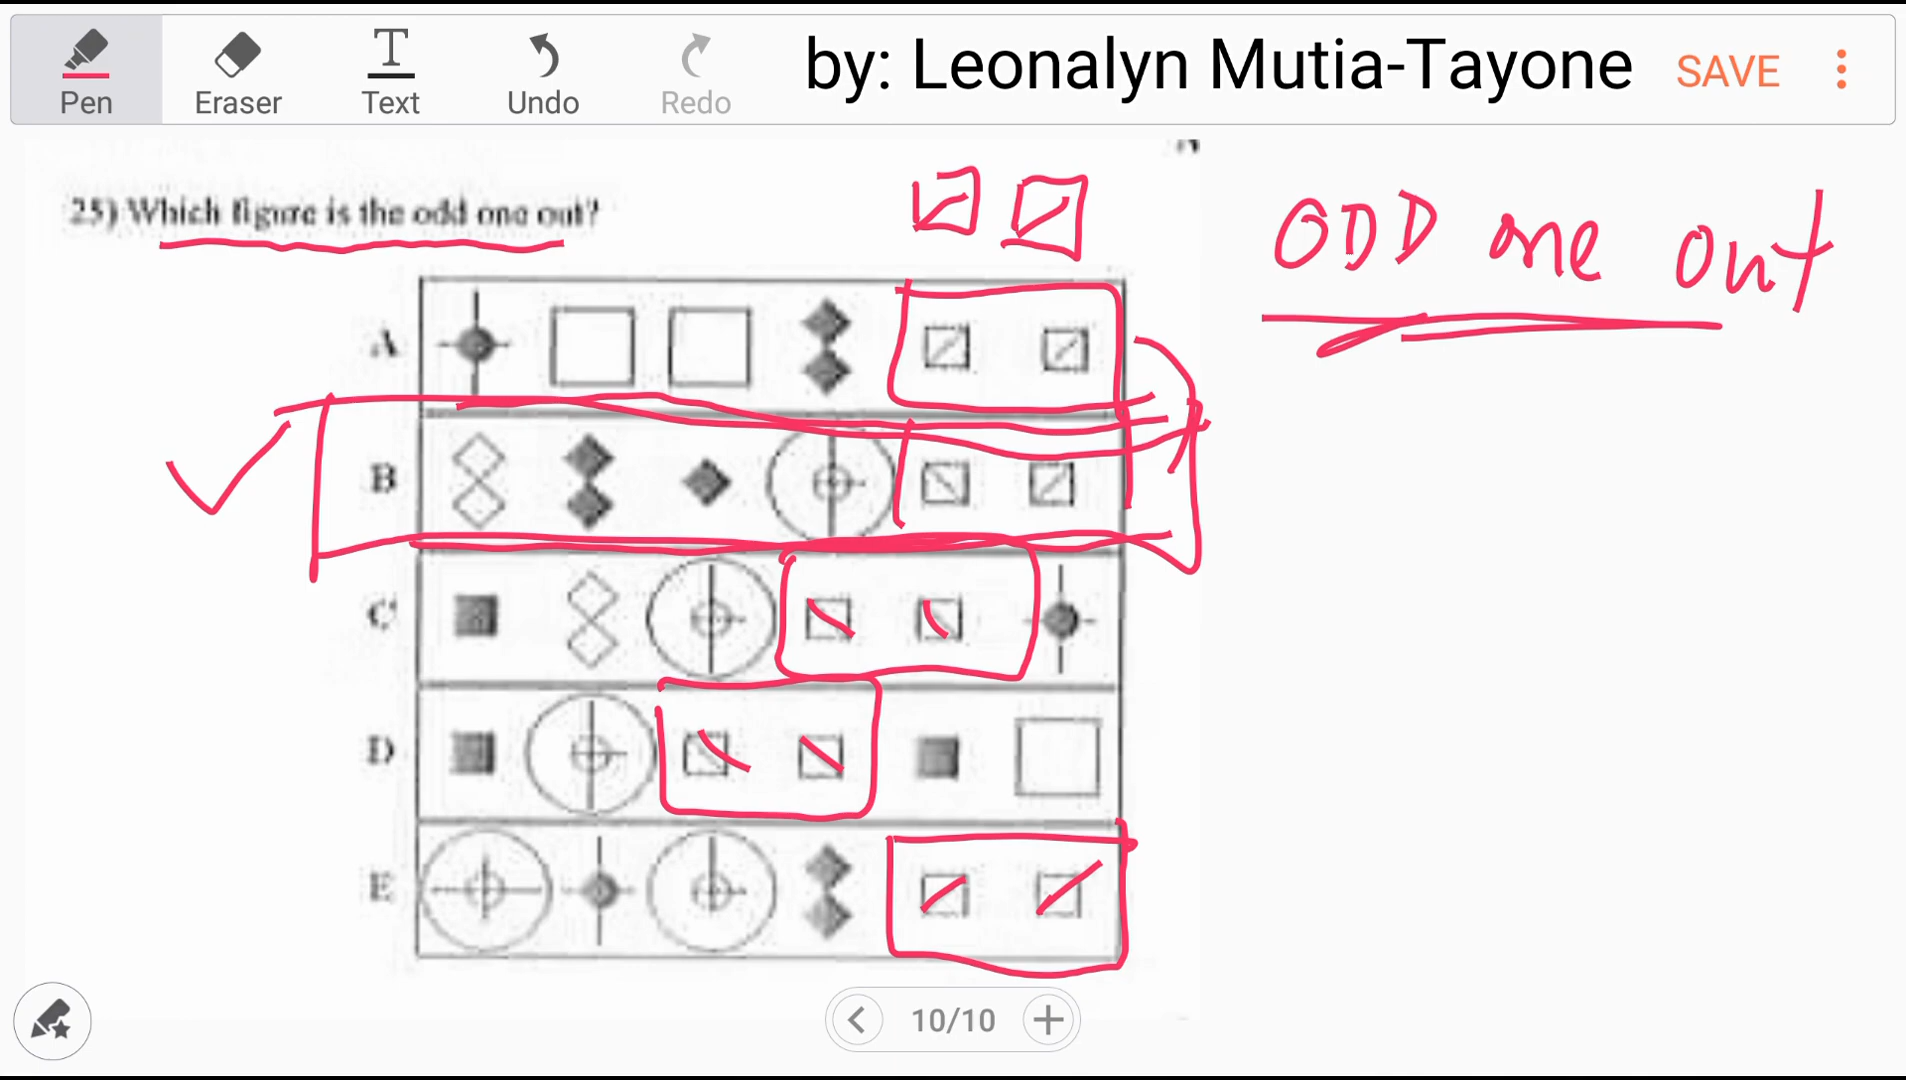 Pen
Eraser
Text
Undo
Redo
by: Leonalyn Mutia-Tayone
SAVE
25) Which figure is the odd one out?
ODD one out
A
B
C
D
E
10/10